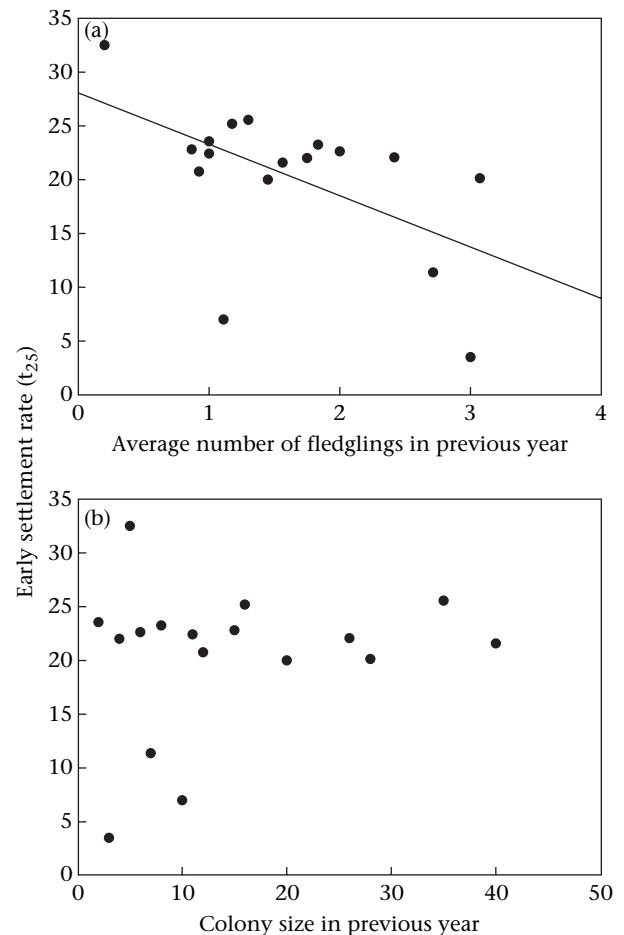 (a)
35
30
25
20
15
10
5
0
0 1 2 3 4
Average number of fledglings in previous year
Early settlement rate (t25)
(b)
35
30
25
20
15
10
5
0
0 10 20 30 40 50
Colony size in previous year